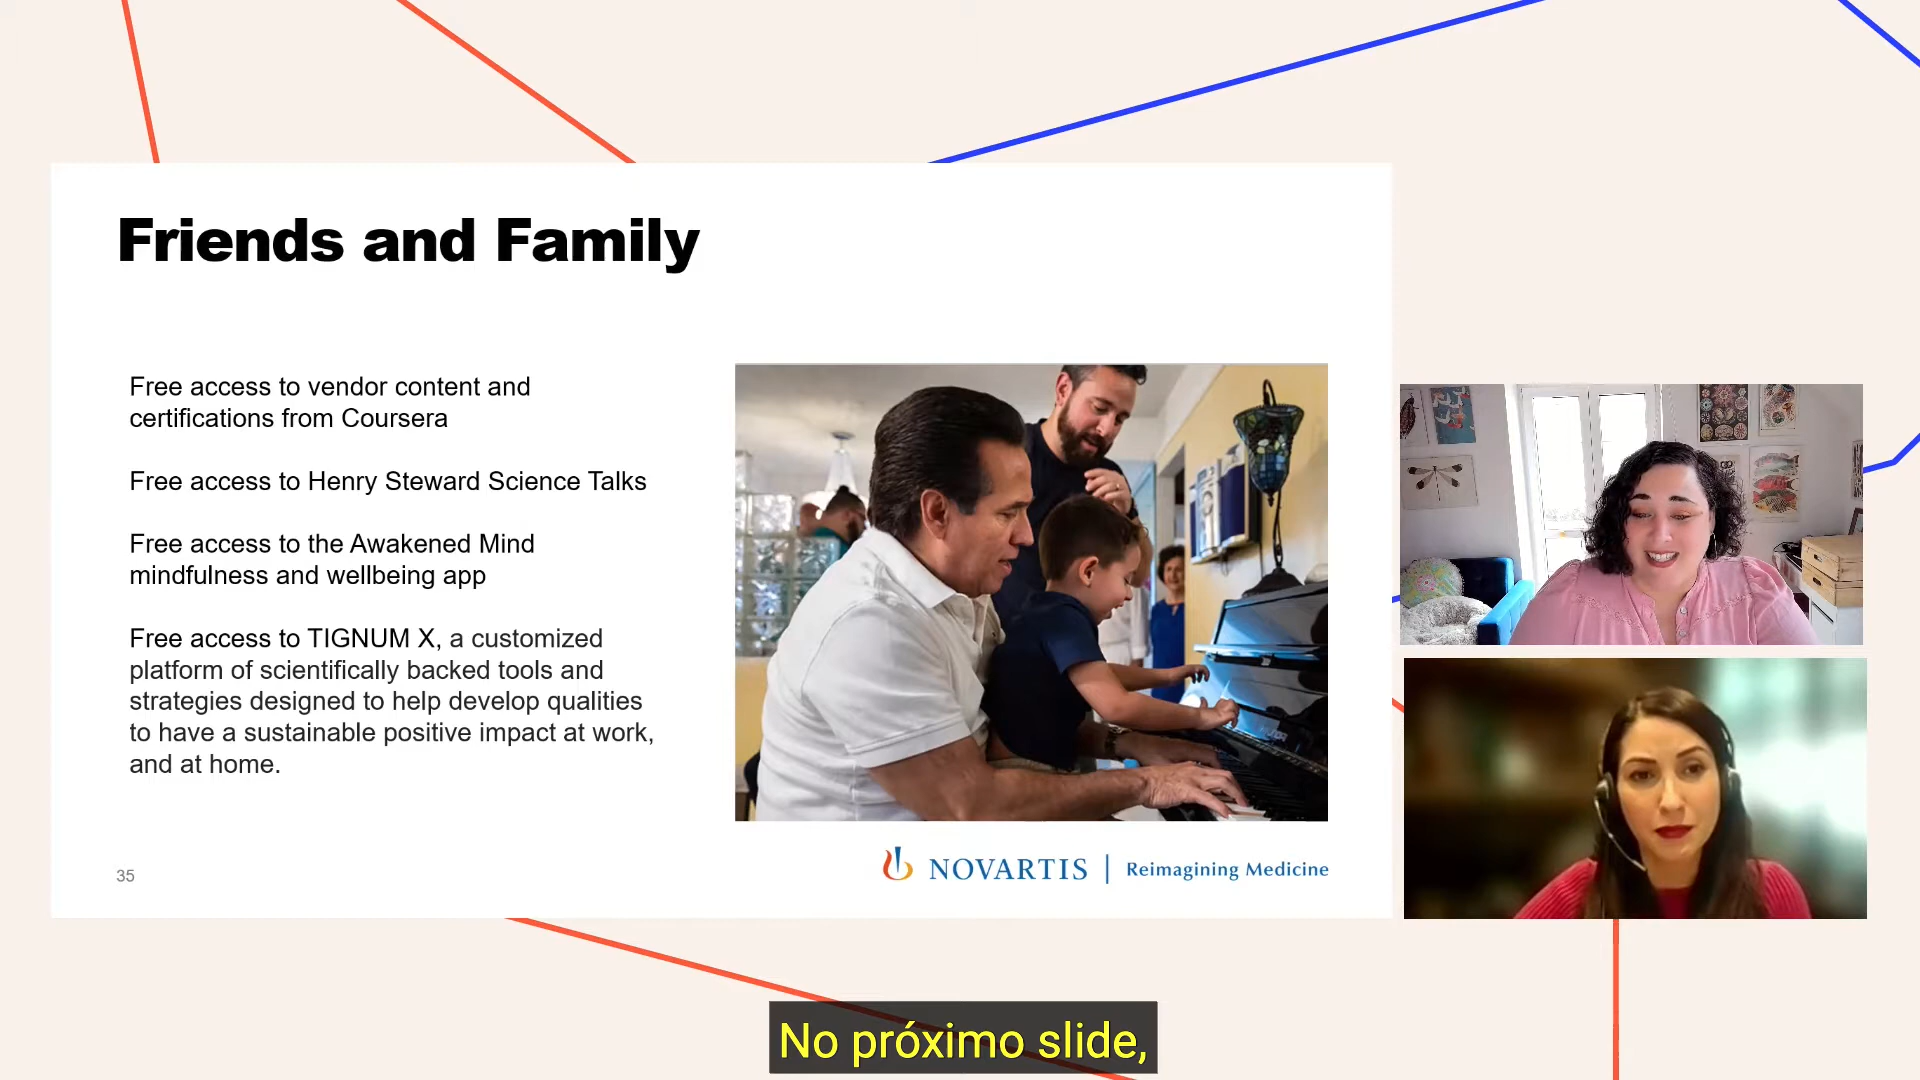 Friends and Family
Free access to vendor content and
certifications from Coursera
Free access to Henry Steward Science Talks
Free access to the Awakened Mind
mindfulness and wellbeing app
Free access to TIGNUM X, a customized
platform of scientifically backed tools and
strategies designed to help develop qualities
to have a sustainable positive impact at work,
and at home.
35
NOVARTIS | Reimagining Medicine
No próximo slide,